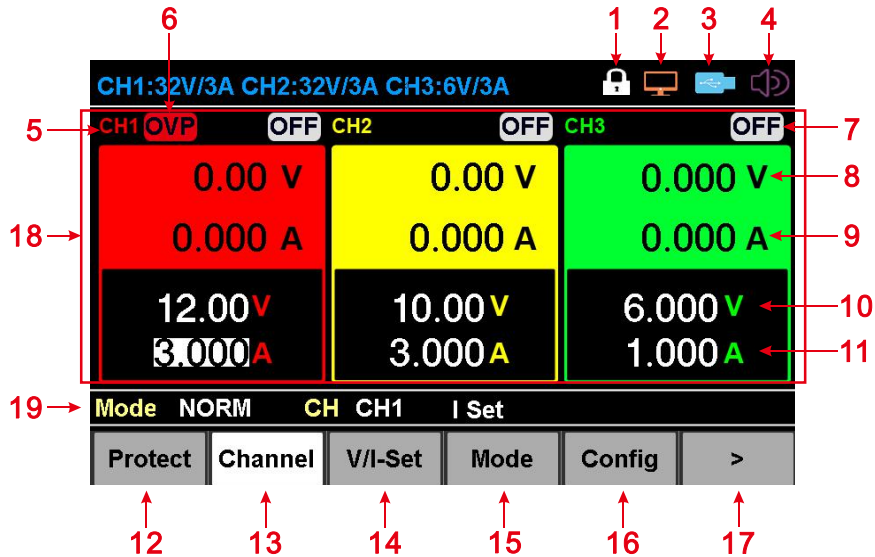 6 1 2 3 4
CH1:32V/3A CH2:32V/3A CH3:6V/3A
5 CH1 OVP OFF CH2 OFF CH3 OFF 7
0.00 V 0.00 V 0.000 V 8
18 0.000 A 0.000 A 0.000 A 9
12.00 V 10.00 V 6.000 V 10
3.000 A 3.000 A 1.000 A 11
19 Mode NORM CH CH1 I Set
Protect Channel V/I-Set Mode Config >
12 13 14 15 16 17